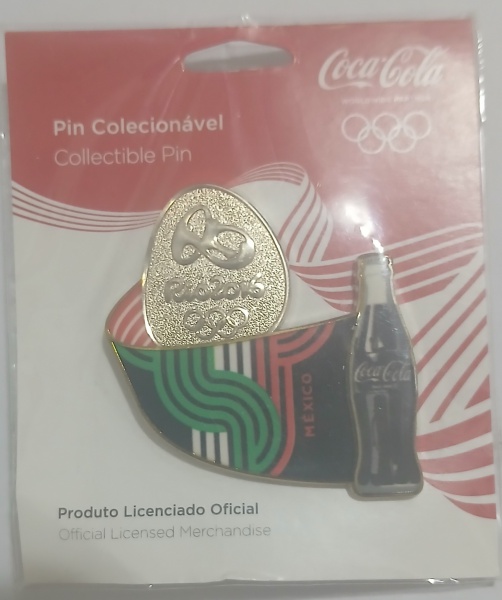 Coca-Cola
Pin Colecionável
Collectible Pin
Rio2016
MÉXICO
Coca-Cola
Produto Licenciado Oficial
Official Licensed Merchandise